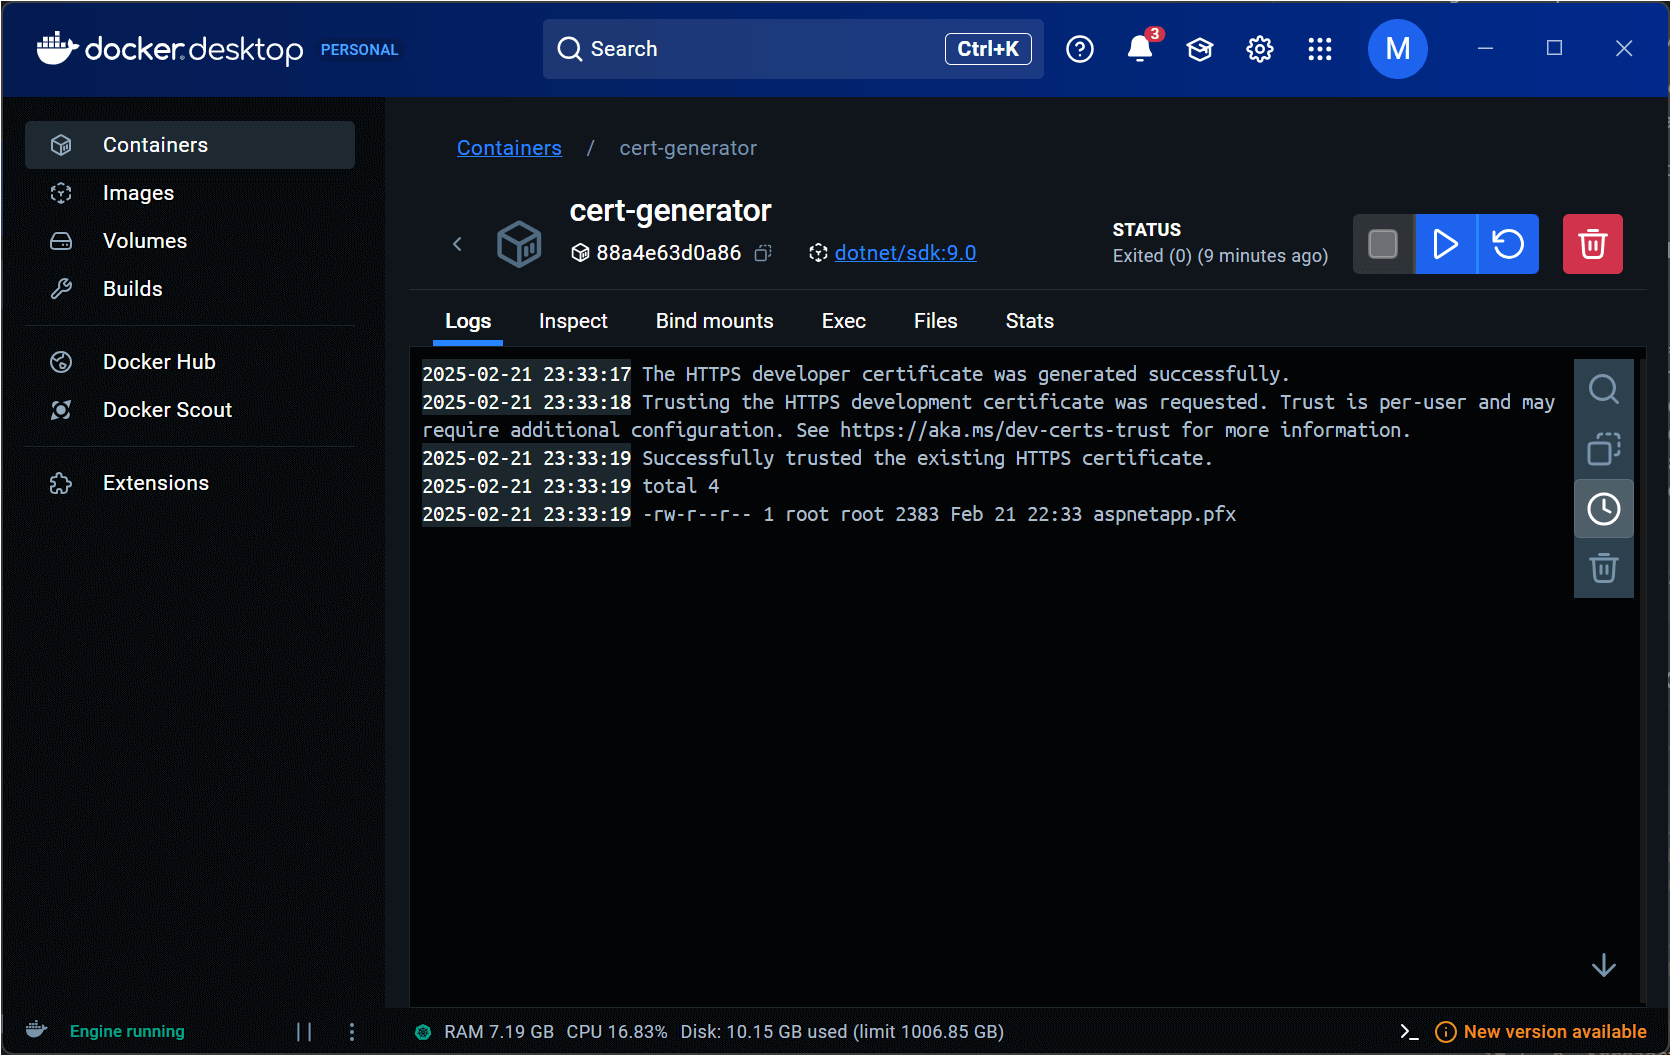 docker desktop PERSONAL
Search Ctrl+K
3
M
Containers
Images
Volumes
Builds
Docker Hub
Docker Scout
Extensions
Containers / cert-generator
cert-generator
88a4e63d0a86 dotnet/sdk:9.0
STATUS
Exited (0) (9 minutes ago)
Logs Inspect Bind mounts Exec Files Stats
2025-02-21 23:33:17 The HTTPS developer certificate was generated successfully.
2025-02-21 23:33:18 Trusting the HTTPS development certificate was requested. Trust is per-user and may
require additional configuration. See https://aka.ms/dev-certs-trust for more information.
2025-02-21 23:33:19 Successfully trusted the existing HTTPS certificate.
2025-02-21 23:33:19 total 4
2025-02-21 23:33:19 -rw-r--r-- 1 root root 2383 Feb 21 22:33 aspnetapp.pfx
Engine running
RAM 7.19 GB CPU 16.83% Disk: 10.15 GB used (limit 1006.85 GB)
New version available